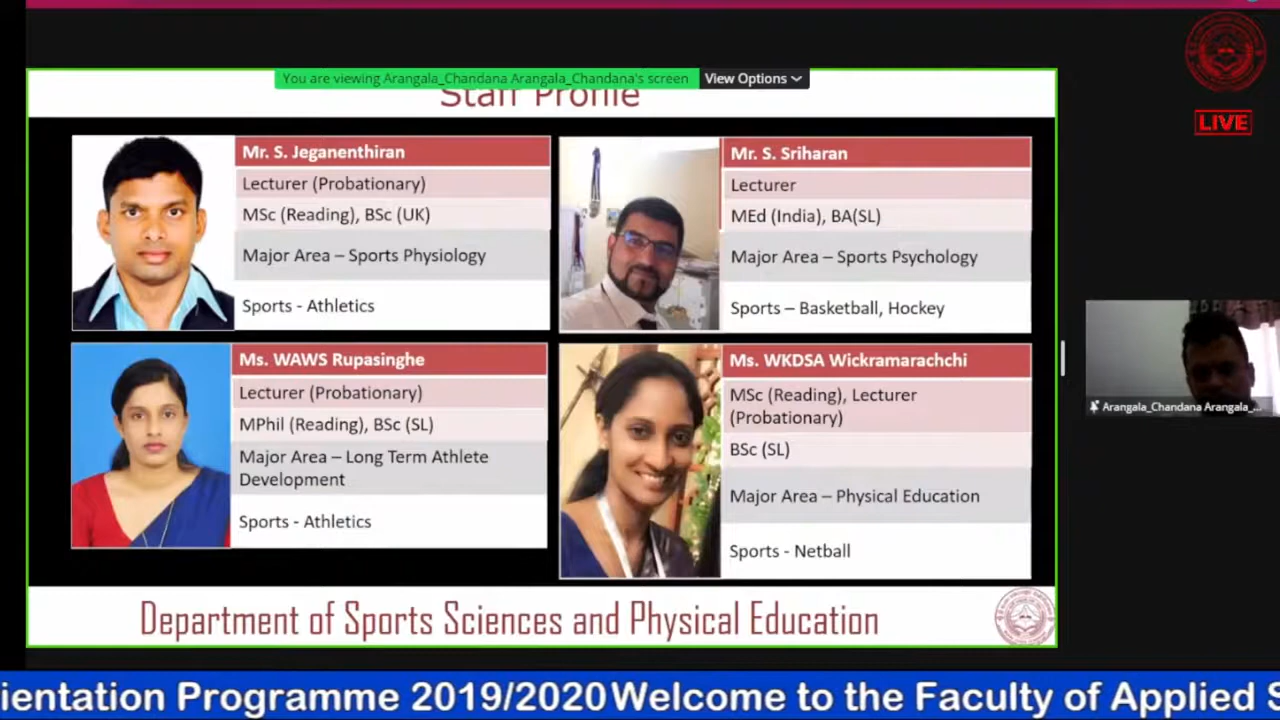 You are viewing Arangala_Chandana Arangala_Chandana's screen View Options
Staff Profile
LIVE
Mr. S. Jeganenthiran
Lecturer (Probationary)
MSc (Reading), BSc (UK)
Major Area – Sports Physiology
Sports - Athletics
Mr. S. Sriharan
Lecturer
MEd (India), BA(SL)
Major Area – Sports Psychology
Sports – Basketball, Hockey
Ms. WAWS Rupasinghe
Lecturer (Probationary)
MPhil (Reading), BSc (SL)
Major Area – Long Term Athlete
Development
Sports - Athletics
Ms. WKDSA Wickramarachchi
MSc (Reading), Lecturer
(Probationary)
BSc (SL)
Major Area – Physical Education
Sports - Netball
Arangala_Chandana Arangala_...
Department of Sports Sciences and Physical Education
ientation Programme 2019/2020 Welcome to the Faculty of Applied S